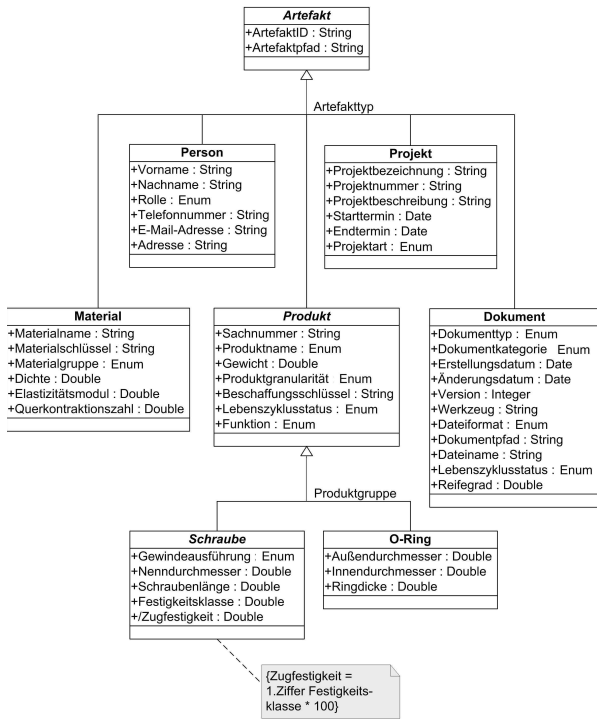 Artefakt
+ArtefaktID : String
+Artefaktpfad : String
Artefakttyp
Person
+Vorname : String
+Nachname : String
+Rolle : Enum
+Telefonnummer : String
+E-Mail-Adresse : String
+Adresse : String
Projekt
+Projektbezeichnung : String
+Projektnummer : String
+Projektbeschreibung : String
+Starttermin : Date
+Endtermin : Date
+Projektart : Enum
Material
+Materialname : String
+Materialschlüssel : String
+Materialgruppe : Enum
+Dichte : Double
+Elastizitätsmodul : Double
+Querkontraktionszahl : Double
Produkt
+Sachnummer : String
+Produktname : Enum
+Gewicht : Double
+Produktgranularität Enum
+Beschaffungsschlüssel : String
+Lebenszyklusstatus : Enum
+Funktion : Enum
Dokument
+Dokumenttyp : Enum
+Dokumentkategorie Enum
+Erstellungsdatum : Date
+Änderungsdatum : Date
+Version : Integer
+Werkzeug : String
+Dateiformat : Enum
+Dokumentpfad : String
+Dateiname : String
+Lebenszyklusstatus : Enum
+Reifegrad : Double
Produktgruppe
Schraube
+Gewindeausführung : Enum
+Nenndurchmesser : Double
+Schraubenlänge : Double
+Festigkeitsklasse : Double
+/Zugfestigkeit : Double
O-Ring
+Außendurchmesser : Double
+Innendurchmesser : Double
+Ringdicke : Double
{Zugfestigkeit =
1.Ziffer Festigkeits-
klasse * 100}